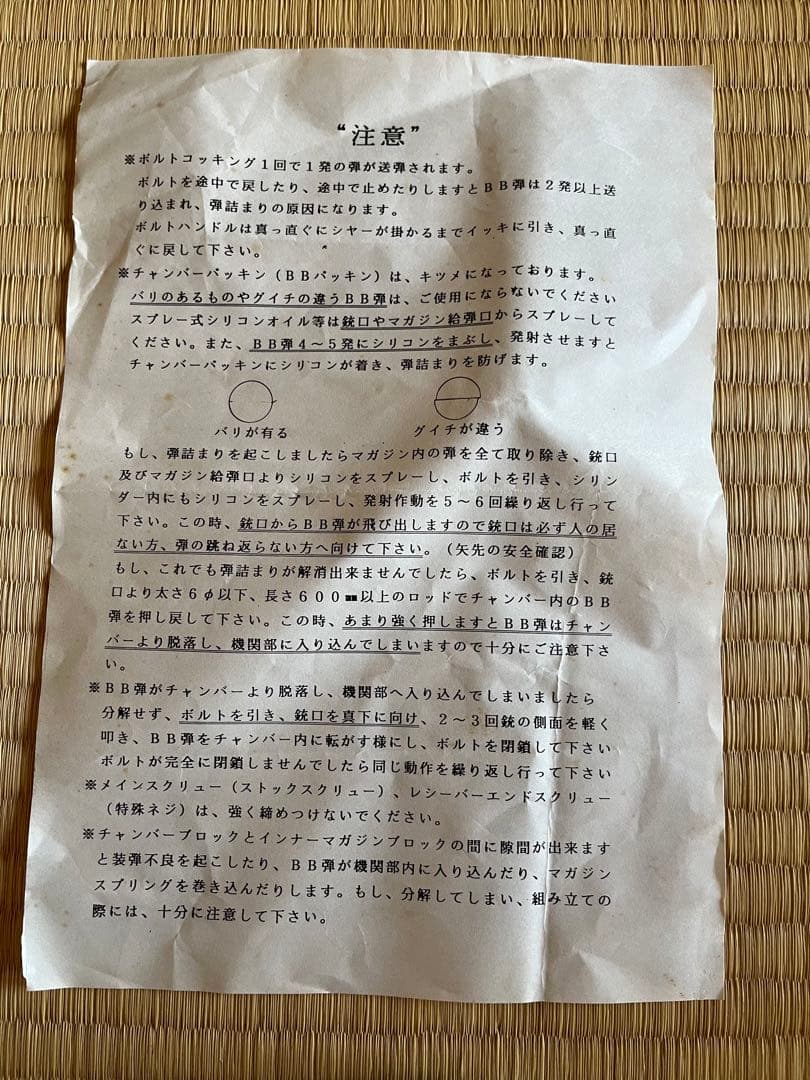 “注意”
※ボルトコッキング１回で１発の弾が送弾されます。
ボルトを途中で戻したり、途中で止めたりしますとＢＢ弾は２発以上送
り込まれ、弾詰まりの原因になります。
ボルトハンドルは真っ直ぐにシヤーが掛かるまでイッキに引き、真っ直
ぐに戻して下さい。
※チャンバーパッキン（ＢＢパッキン）は、キツメになっております。
バリのあるものやグイチの違うＢＢ弾は、ご使用にならないでください
スプレー式シリコンオイル等は銃口やマガジン給弾口からスプレーして
ください。また、ＢＢ弾４～５発にシリコンをまぶし、発射させますと
チャンバーパッキンにシリコンが着き、弾詰まりを防げます。
バリが有る
グイチが違う
もし、弾詰まりを起こしましたらマガジン内の弾を全て取り除き、銃口
及びマガジン給弾口よりシリコンをスプレーし、ボルトを引き、シリン
ダー内にもシリコンをスプレーし、発射作動を５～６回繰り返し行って
下さい。この時、銃口からＢＢ弾が飛び出しますので銃口は必ず人の居
ない方、弾の跳ね返らない方へ向けて下さい。（矢先の安全確認）
もし、これでも弾詰まりが解消出来ませんでしたら、ボルトを引き、銃
口より太さ６φ以下、長さ６００㎜以上のロッドでチャンバー内のＢＢ
弾を押し戻して下さい。この時、あまり強く押しますとＢＢ弾はチャン
バーより脱落し、機関部に入り込んでしまいますので十分にご注意下さ
い。
※ＢＢ弾がチャンバーより脱落し、機関部へ入り込んでしまいましたら
分解せず、ボルトを引き、銃口を真下に向け、２～３回銃の側面を軽く
叩き、ＢＢ弾をチャンバー内に転がす様にし、ボルトを閉鎖して下さい
ボルトが完全に閉鎖しませんでしたら同じ動作を繰り返し行って下さい
※メインスクリュー（ストックスクリュー）、レシーバーエンドスクリュー
（特殊ネジ）は、強く締めつけないでください。
※チャンバーブロックとインナーマガジンブロックの間に隙間が出来ます
と装弾不良を起こしたり、ＢＢ弾が機関部内に入り込んだり、マガジン
スプリングを巻き込んだりします。もし、分解してしまい、組み立ての
際には、十分に注意して下さい。